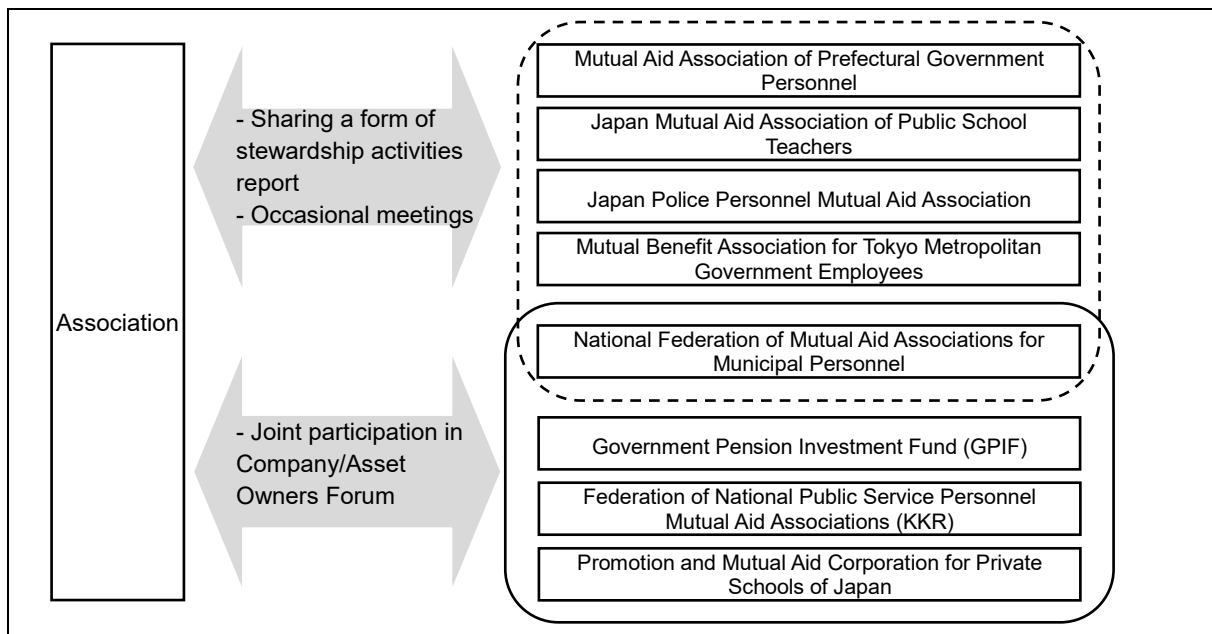 Association
- Sharing a form of
stewardship activities
report
- Occasional meetings
- Joint participation in
Company/Asset
Owners Forum
Mutual Aid Association of Prefectural Government
Personnel
Japan Mutual Aid Association of Public School
Teachers
Japan Police Personnel Mutual Aid Association
Mutual Benefit Association for Tokyo Metropolitan
Government Employees
National Federation of Mutual Aid Associations for
Municipal Personnel
Government Pension Investment Fund (GPIF)
Federation of National Public Service Personnel
Mutual Aid Associations (KKR)
Promotion and Mutual Aid Corporation for Private
Schools of Japan